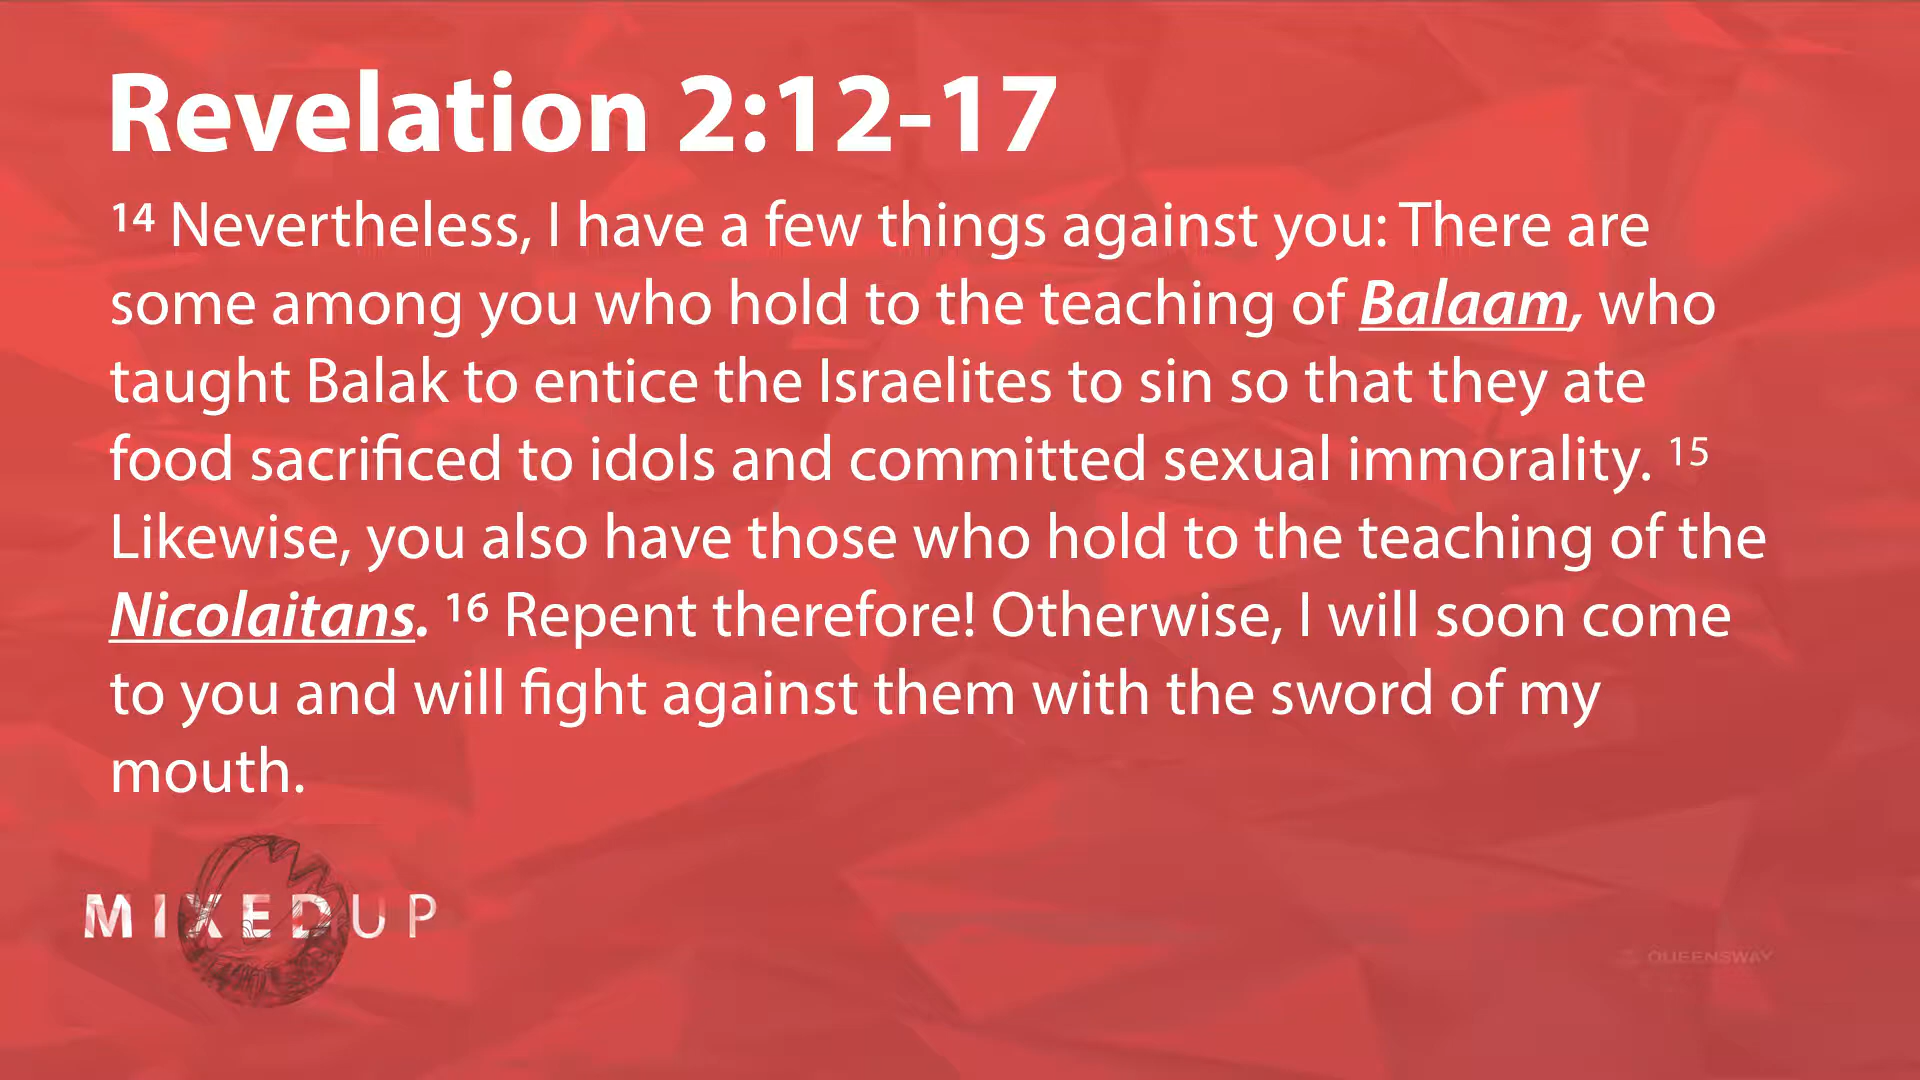 Revelation 2:12-17
14 Nevertheless, I have a few things against you: There are
some among you who hold to the teaching of Balaam, who
taught Balak to entice the Israelites to sin so that they ate
food sacrificed to idols and committed sexual immorality. 15
Likewise, you also have those who hold to the teaching of the
Nicolaitans. 16 Repent therefore! Otherwise, I will soon come
to you and will fight against them with the sword of my
mouth.
MIXEDUP
QUEENSWAY